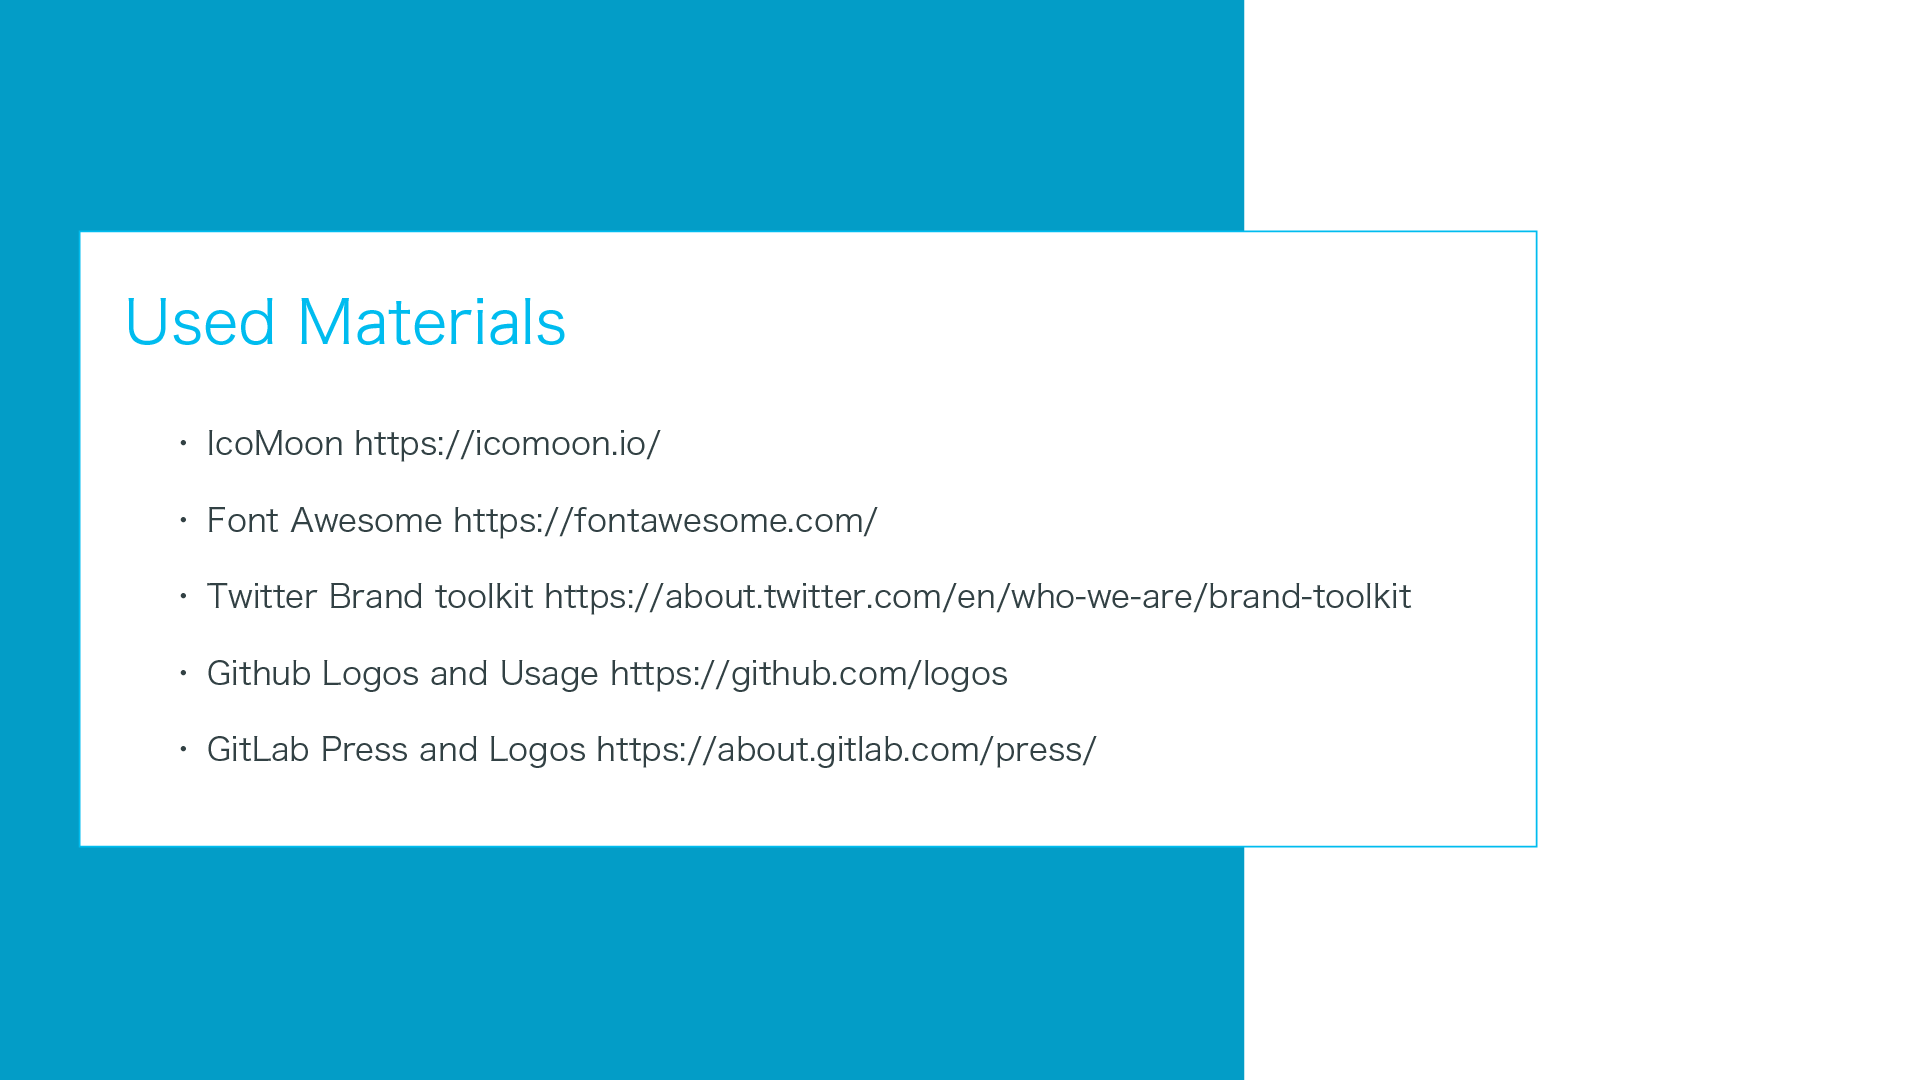 Used Materials
・IcoMoon https://icomoon.io/
・Font Awesome https://fontawesome.com/
・Twitter Brand toolkit https://about.twitter.com/en/who-we-are/brand-toolkit
・Github Logos and Usage https://github.com/logos
・GitLab Press and Logos https://about.gitlab.com/press/